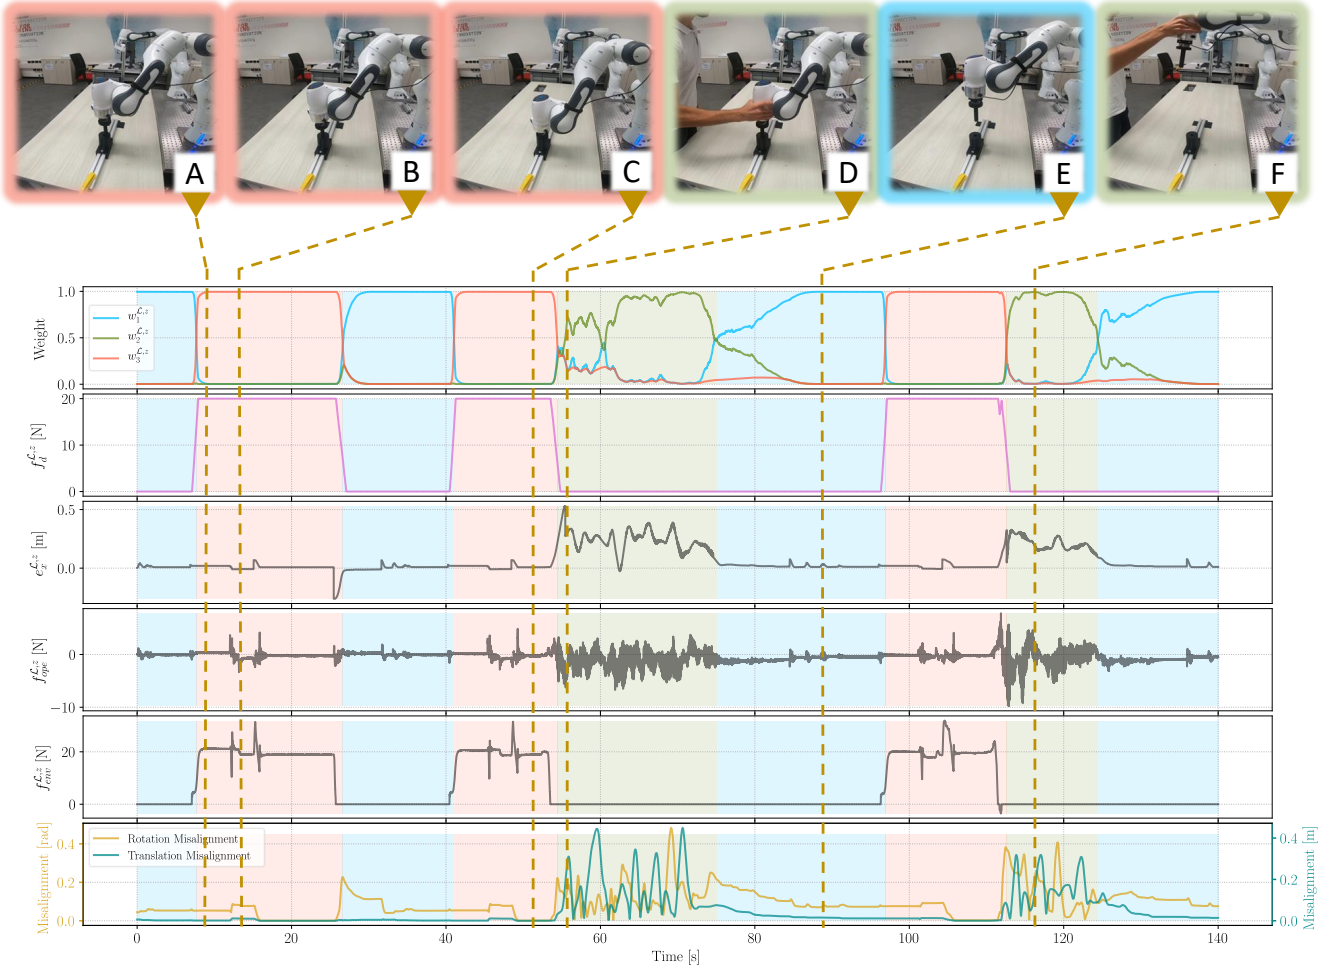 A
B
C
D
E
F
1.0
0.5
0.0
Weight
w_1^{ℒ,z}
w_2^{ℒ,z}
w_3^{ℒ,z}
20
10
0
f_d^{ℒ,z} [N]
0.5
0.0
e_x^{ℒ,z} [m]
0
−10
f_{ope}^{ℒ,z} [N]
20
0
f_{env}^{ℒ,z} [N]
Rotation Misalignment
Translation Misalignment
0.4
0.2
0.0
Misalignment [rad]
0.4
0.2
0.0
Misalignment [m]
0 20 40 60 80 100 120 140
Time [s]